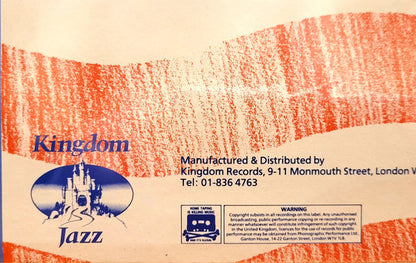 Kingdom
Jazz
Manufactured & Distributed by
Kingdom Records, 9-11 Monmouth Street, London W
Tel: 01-836 4763
HOME TAPING
IS KILLING MUSIC
AND IT'S ILLEGAL
WARNING
Copyright subsists in all recordings on this label. Any unauthorised
broadcasting, public performance copying or re-recording in any
manner whatsoever will constitute infringement of such copyright.
In the United Kingdom, licences for the use of records for public
performance may be obtained from Phonographic Performance Ltd.,
Ganton House, 14-22 Ganton Street, London W1V 1LB.